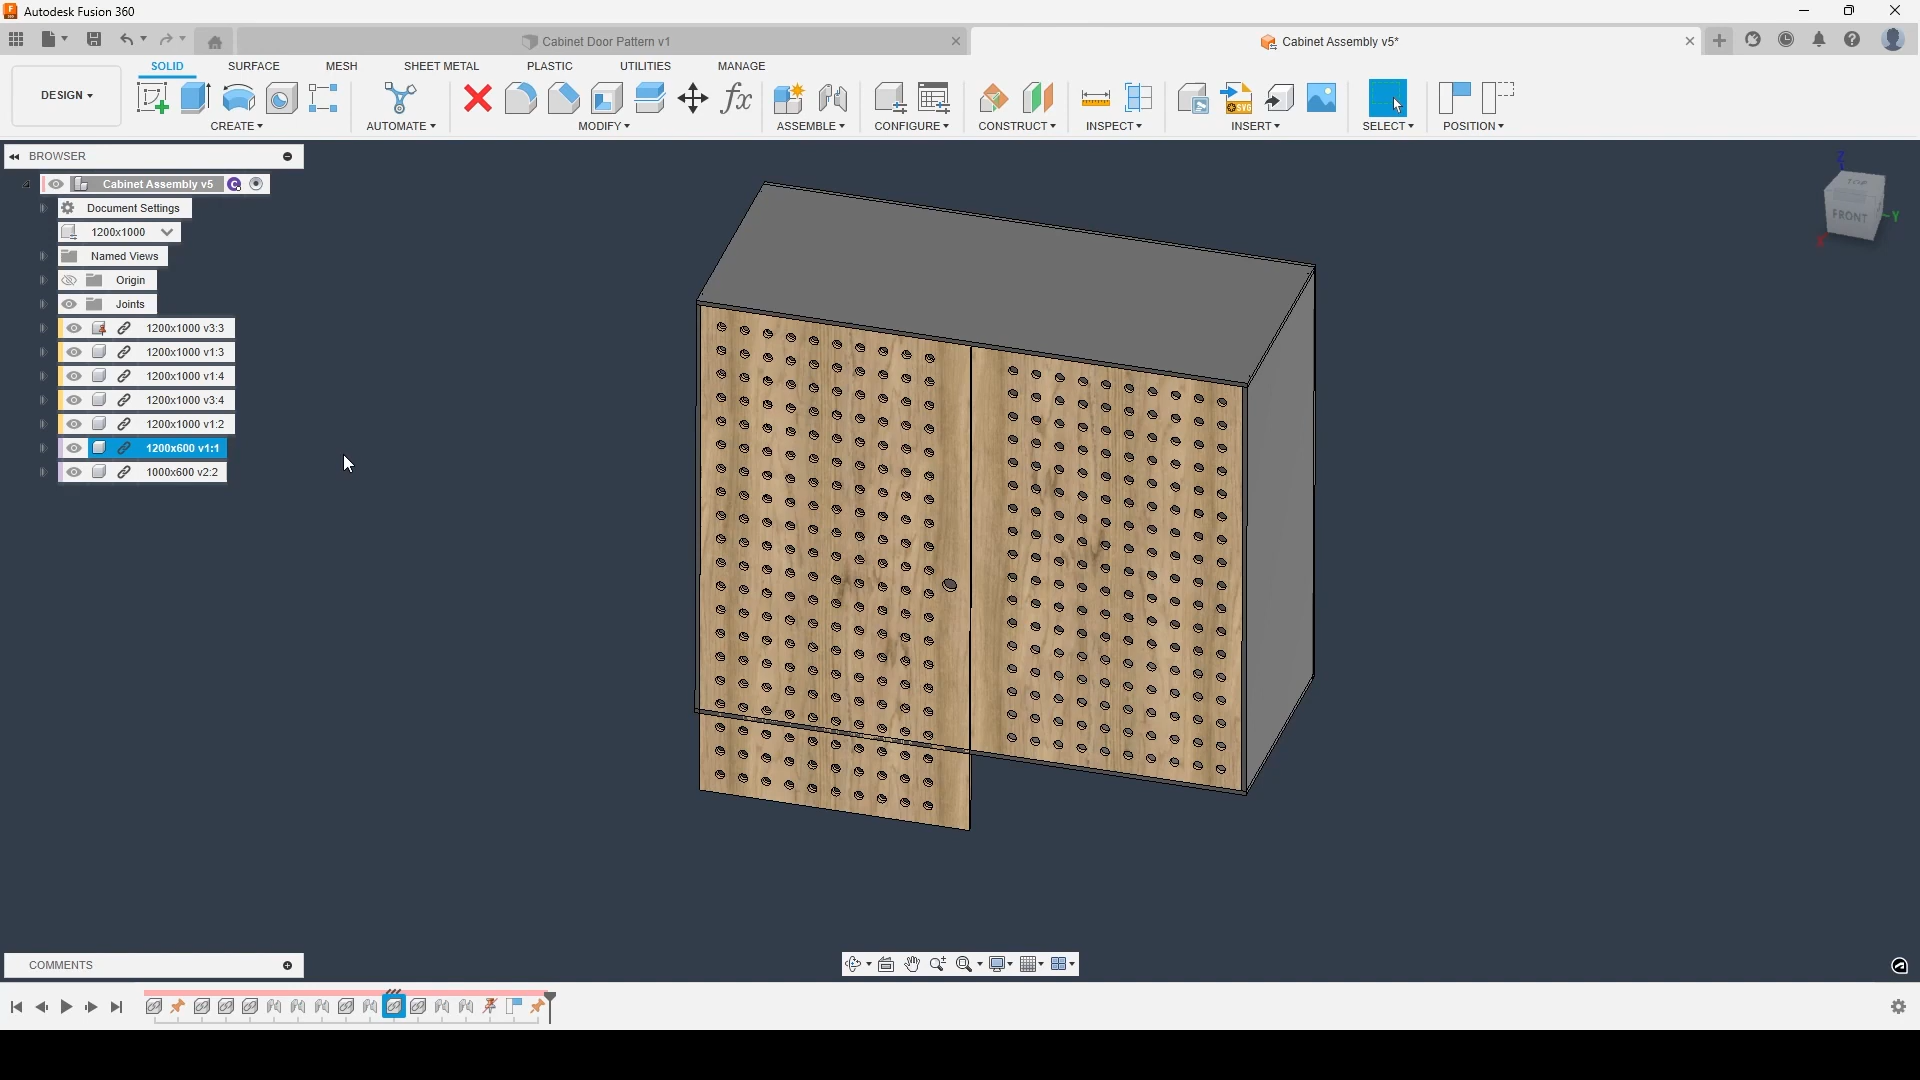 Autodesk Fusion 360
Cabinet Door Pattern v1
Cabinet Assembly v5*
SOLID
SURFACE
MESH
SHEET METAL
PLASTIC
UTILITIES
MANAGE
DESIGN
CREATE
AUTOMATE
MODIFY
ASSEMBLE
CONFIGURE
CONSTRUCT
INSPECT
INSERT
SELECT
POSITION
SVG
BROWSER
Cabinet Assembly v5
Document Settings
1200x1000
Named Views
Origin
Joints
1200x1000 v3:3
1200x1000 v1:3
1200x1000 v1:4
1200x1000 v3:4
1200x1000 v1:2
1200x600 v1:1
1000x600 v2:2
Z
TOP
FRONT
Y
X
COMMENTS